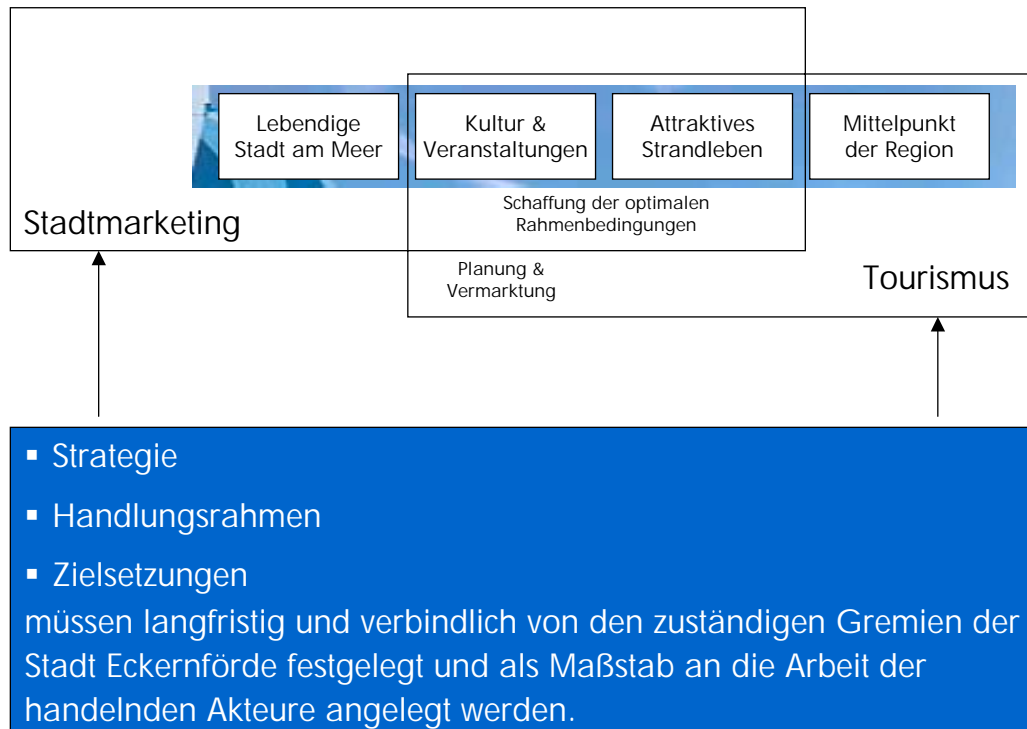 Lebendige
Stadt am Meer
Kultur &
Veranstaltungen
Attraktives
Strandleben
Mittelpunkt
der Region
Schaffung der optimalen
Rahmenbedingungen
Stadtmarketing
Planung &
Vermarktung
Tourismus
▪ Strategie
▪ Handlungsrahmen
▪ Zielsetzungen
müssen langfristig und verbindlich von den zuständigen Gremien der
Stadt Eckernförde festgelegt und als Maßstab an die Arbeit der
handelnden Akteure angelegt werden.